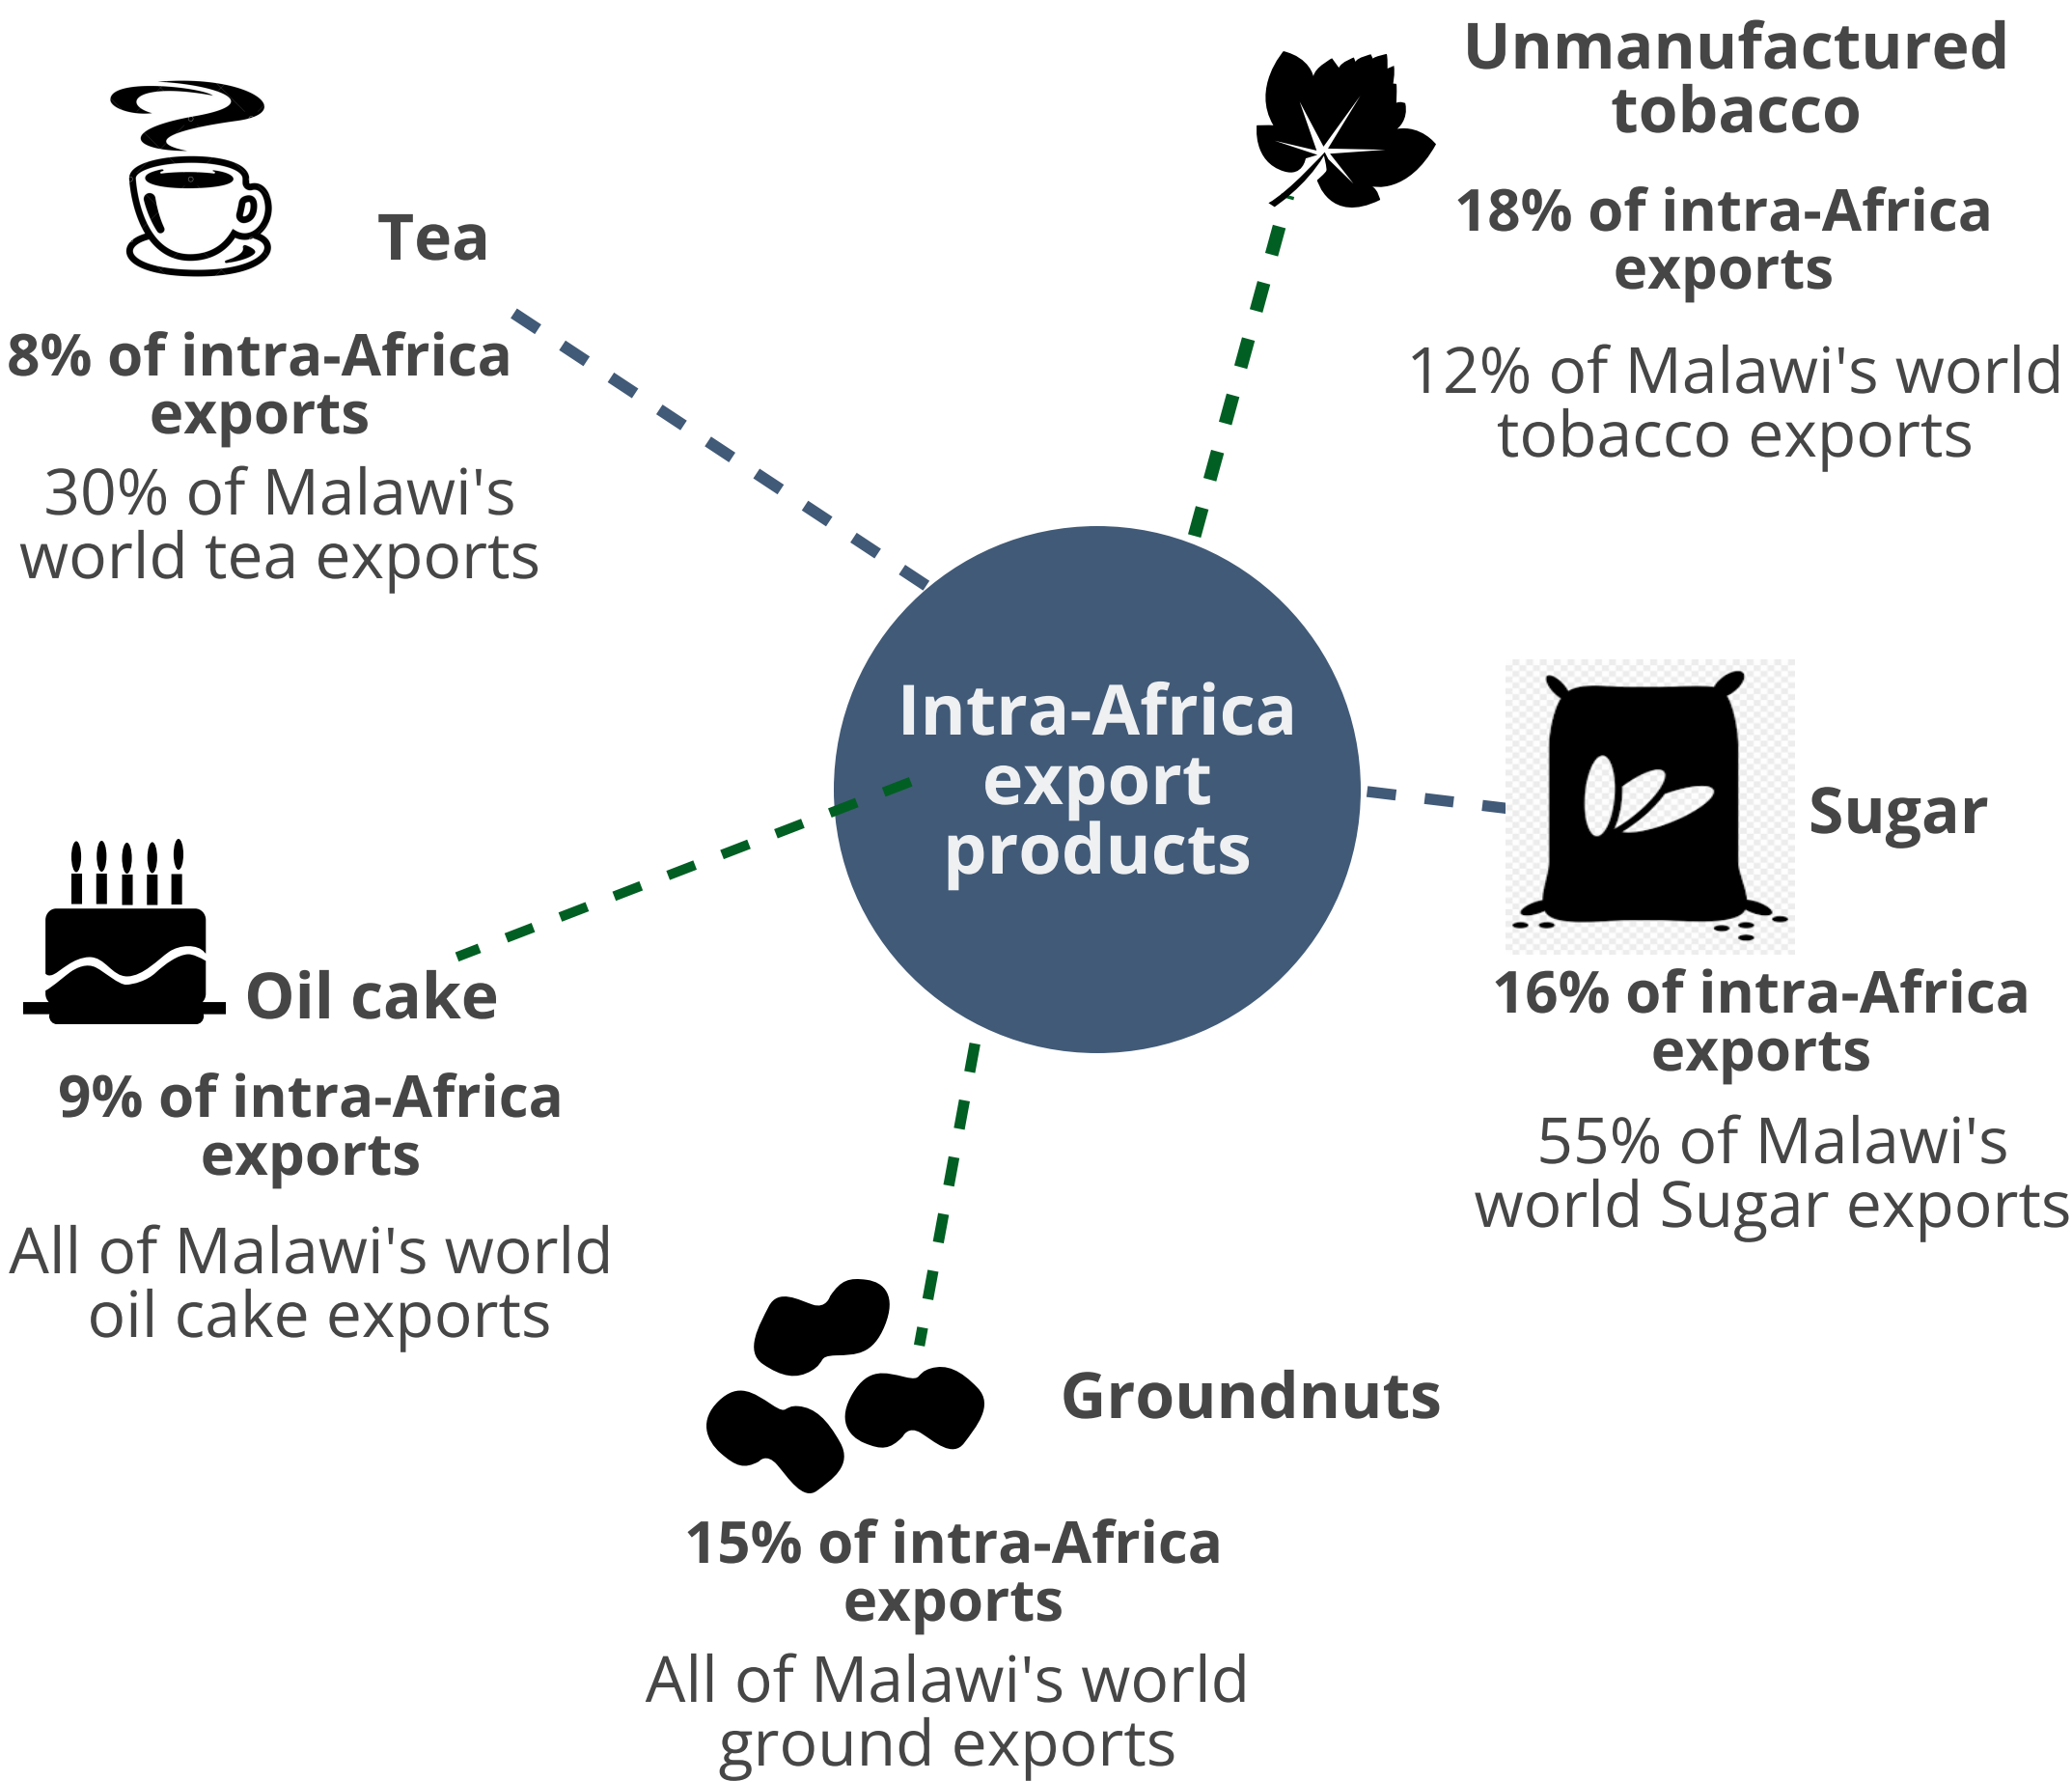 Unmanufactured
tobacco
18% of intra-Africa
exports
12% of Malawi's world
tobacco exports
Tea
8% of intra-Africa
exports
30% of Malawi's
world tea exports
Intra-Africa
export
products
Sugar
16% of intra-Africa
exports
55% of Malawi's
world Sugar exports
Oil cake
9% of intra-Africa
exports
All of Malawi's world
oil cake exports
Groundnuts
15% of intra-Africa
exports
All of Malawi's world
ground exports